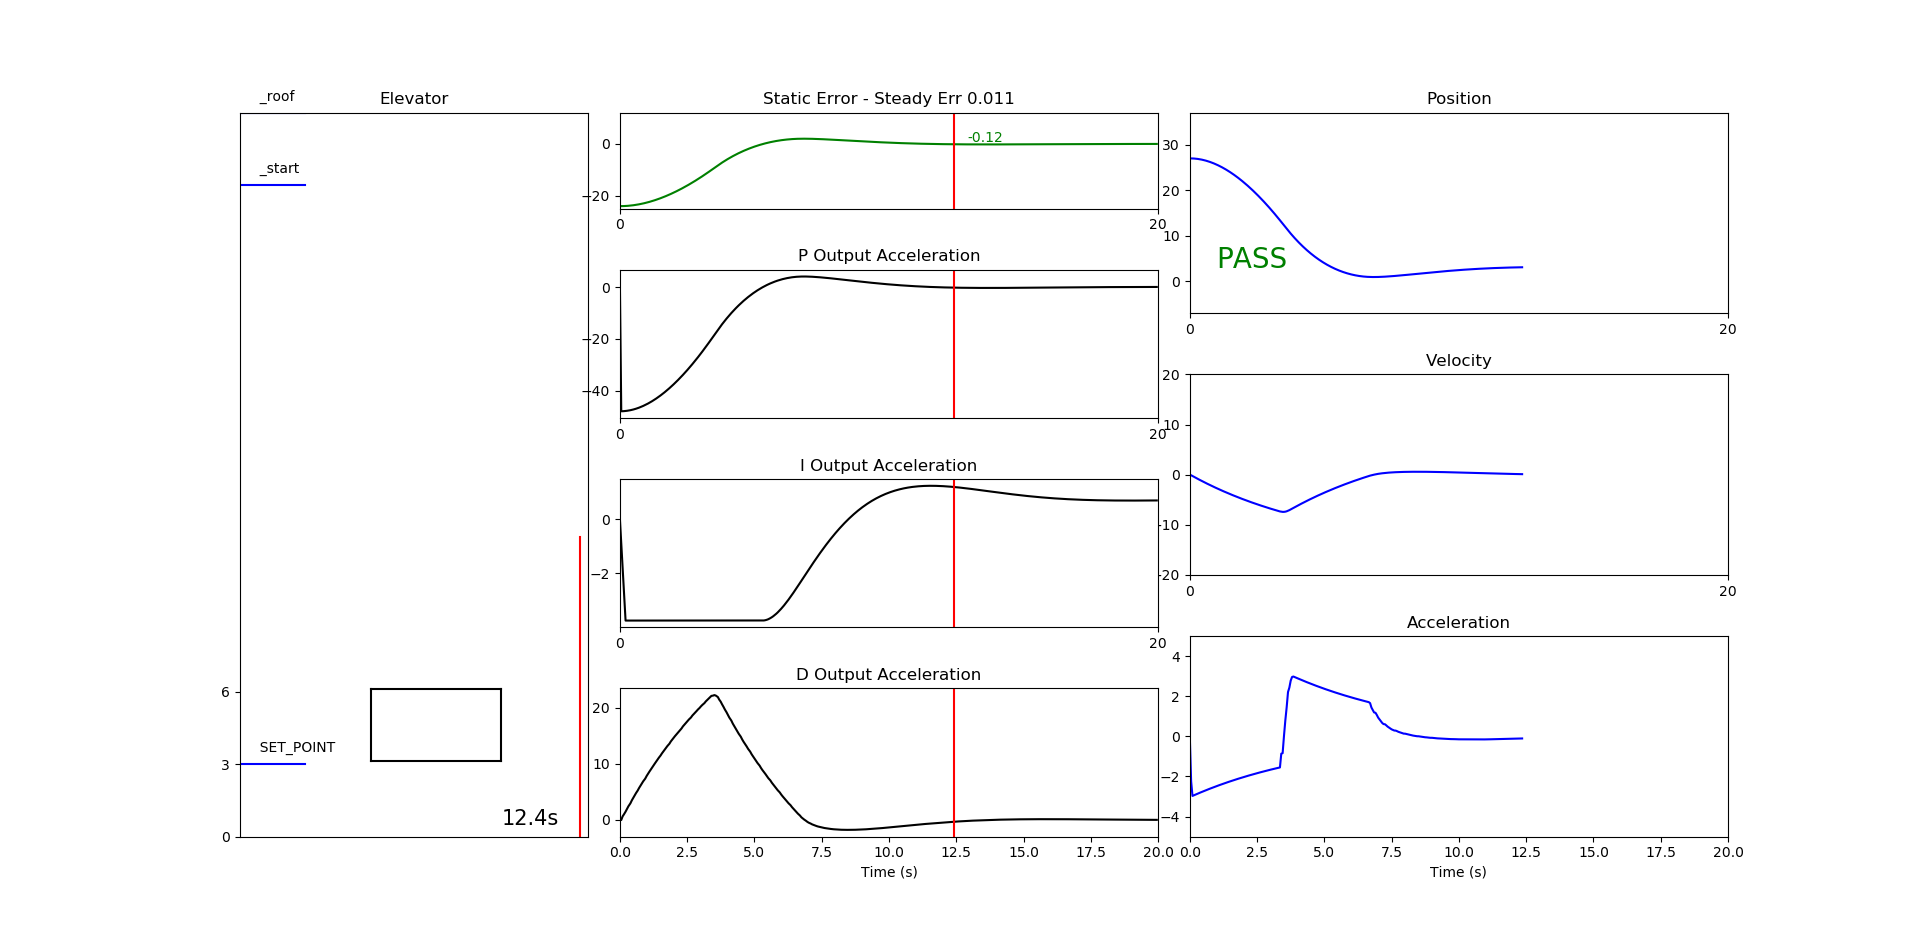 _roof
Elevator
_start
6
SET_POINT
3
12.4s
0
Static Error - Steady Err 0.011
0
-0.12
−20
0 20
P Output Acceleration
0
−20
−40
0 20
I Output Acceleration
0
−2
0 20
D Output Acceleration
20
10
0
0.0 2.5 5.0 7.5 10.0 12.5 15.0 17.5 20.0
Time (s)
Position
30
20
10
PASS
0
0 20
Velocity
20
10
0
-10
-20
0 20
Acceleration
4
2
0
−2
−4
0.0 2.5 5.0 7.5 10.0 12.5 15.0 17.5 20.0
Time (s)